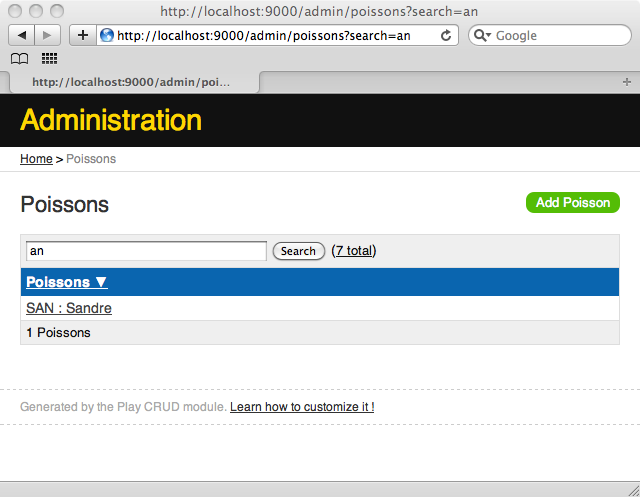 http://localhost:9000/admin/poissons?search=an
http://localhost:9000/admin/poissons?search=an
Google
http://localhost:9000/admin/poi...
Administration
Home > Poissons
Poissons
Add Poisson
an
Search
(7 total)
Poissons ▼
SAN : Sandre
1 Poissons
Generated by the Play CRUD module. Learn how to customize it !